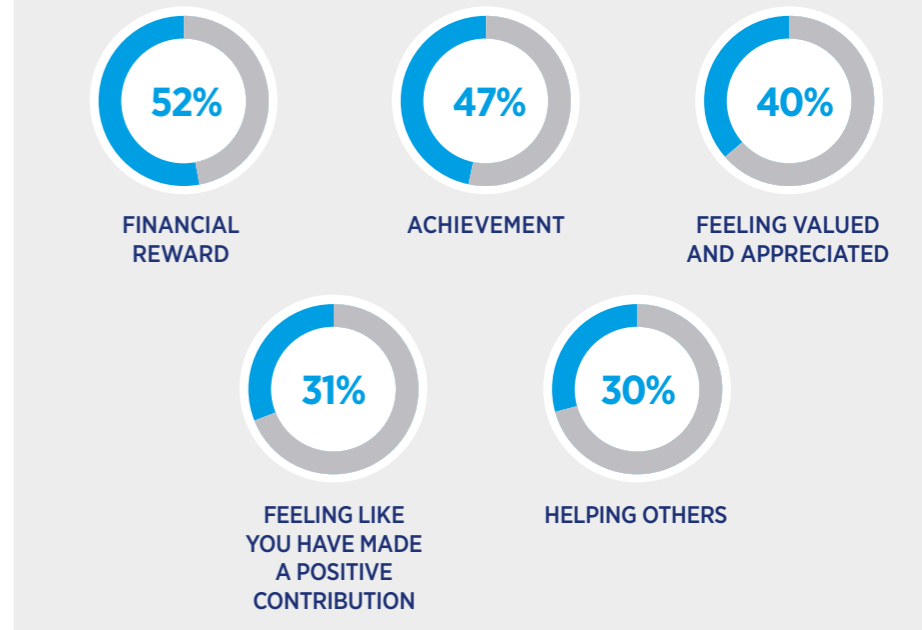 52%
FINANCIAL
REWARD
47%
ACHIEVEMENT
40%
FEELING VALUED
AND APPRECIATED
31%
FEELING LIKE
YOU HAVE MADE
A POSITIVE
CONTRIBUTION
30%
HELPING OTHERS